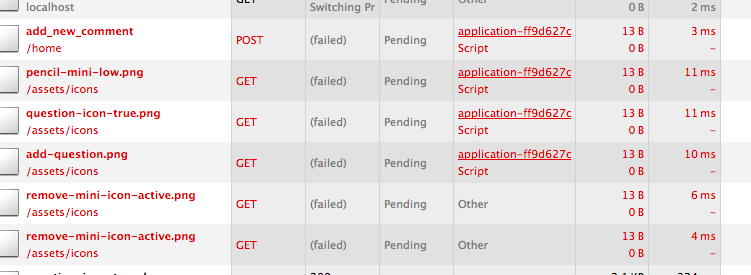 GET
localhost Switching Pr Pending Other 0 B 2 ms
add_new_comment application-ff9d627c 13 B 3 ms
/home POST (failed) Pending Script 0 B –
pencil-mini-low.png application-ff9d627c 13 B 11 ms
/assets/icons GET (failed) Pending Script 0 B –
question-icon-true.png application-ff9d627c 13 B 11 ms
/assets/icons GET (failed) Pending Script 0 B –
add-question.png application-ff9d627c 13 B 10 ms
/assets/icons GET (failed) Pending Script 0 B –
remove-mini-icon-active.png 13 B 6 ms
/assets/icons GET (failed) Pending Other 0 B –
remove-mini-icon-active.png 13 B 4 ms
/assets/icons GET (failed) Pending Other 0 B –